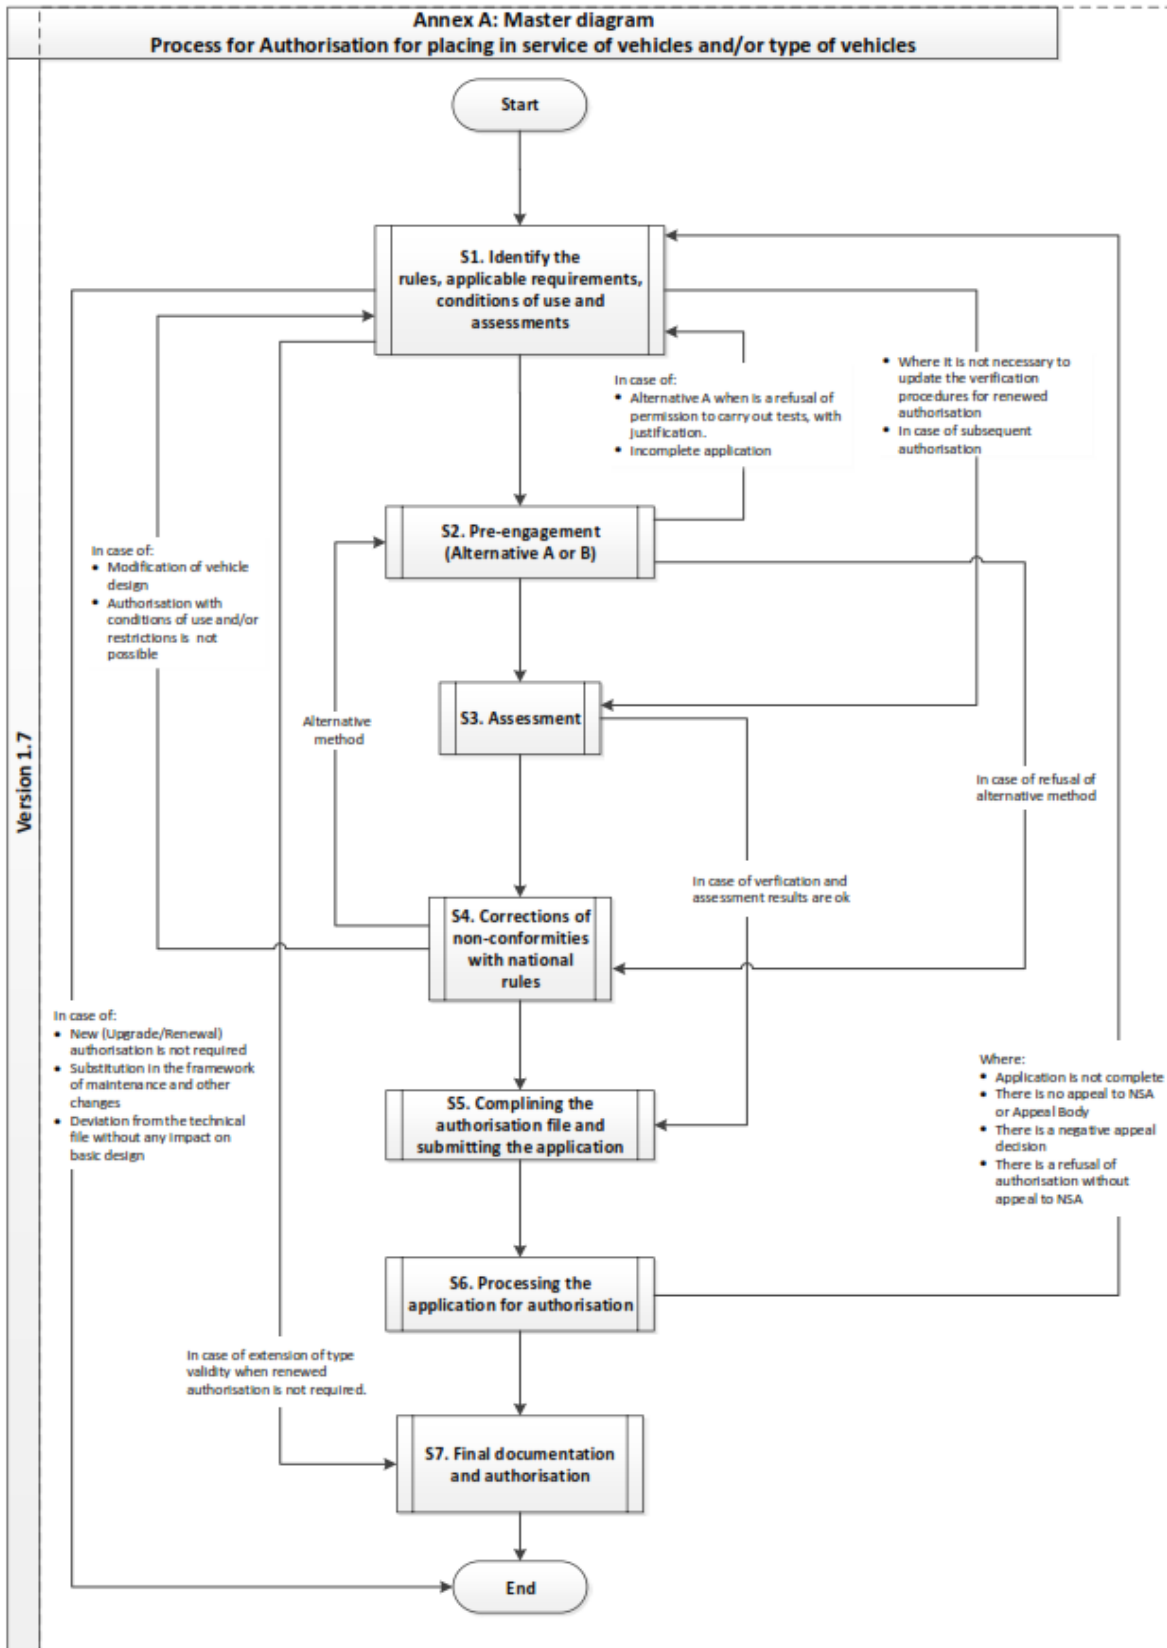 Annex A: Master diagram
Process for Authorisation for placing in service of vehicles and/or type of vehicles
Version 1.7
Start
S1. Identify the
rules, applicable requirements,
conditions of use and
assessments
In case of:
• Alternative A when is a refusal of
permission to carry out tests, with
justification.
• Incomplete application
• Where it is not necessary to
update the verification
procedures for renewed
authorisation
• In case of subsequent
authorisation
S2. Pre-engagement
(Alternative A or B)
In case of:
• Modification of vehicle
design
• Authorisation with
conditions of use and/or
restrictions is not
possible
S3. Assessment
Alternative
method
In case of refusal of
alternative method
In case of verfication and
assessment results are ok
S4. Corrections of
non-conformities
with national
rules
In case of:
• New (Upgrade/Renewal)
authorisation is not required
• Substitution in the framework
of maintenance and other
changes
• Deviation from the technical
file without any impact on
basic design
Where:
• Application is not complete
• There is no appeal to NSA
or Appeal Body
• There is a negative appeal
decision
• There is a refusal of
authorisation without
appeal to NSA
S5. Complining the
authorisation file and
submitting the application
S6. Processing the
application for authorisation
In case of extension of type
validity when renewed
authorisation is not required.
S7. Final documentation
and authorisation
End